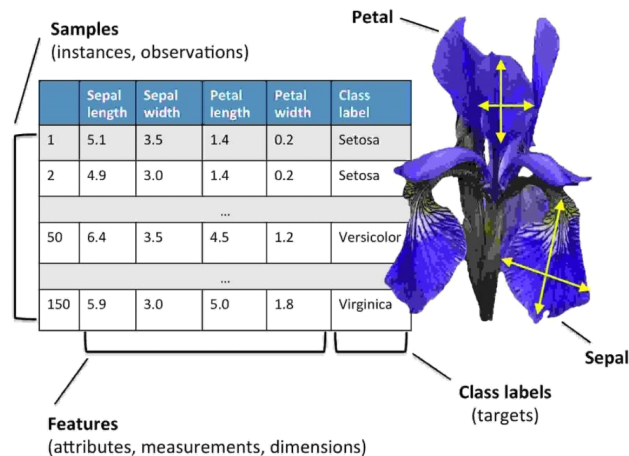 Samples
(instances, observations)
Petal
Sepal length Sepal width Petal length Petal width Class label
1 5.1 3.5 1.4 0.2 Setosa
2 4.9 3.0 1.4 0.2 Setosa
...
50 6.4 3.5 4.5 1.2 Versicolor
...
150 5.9 3.0 5.0 1.8 Virginica
Sepal
Class labels
(targets)
Features
(attributes, measurements, dimensions)